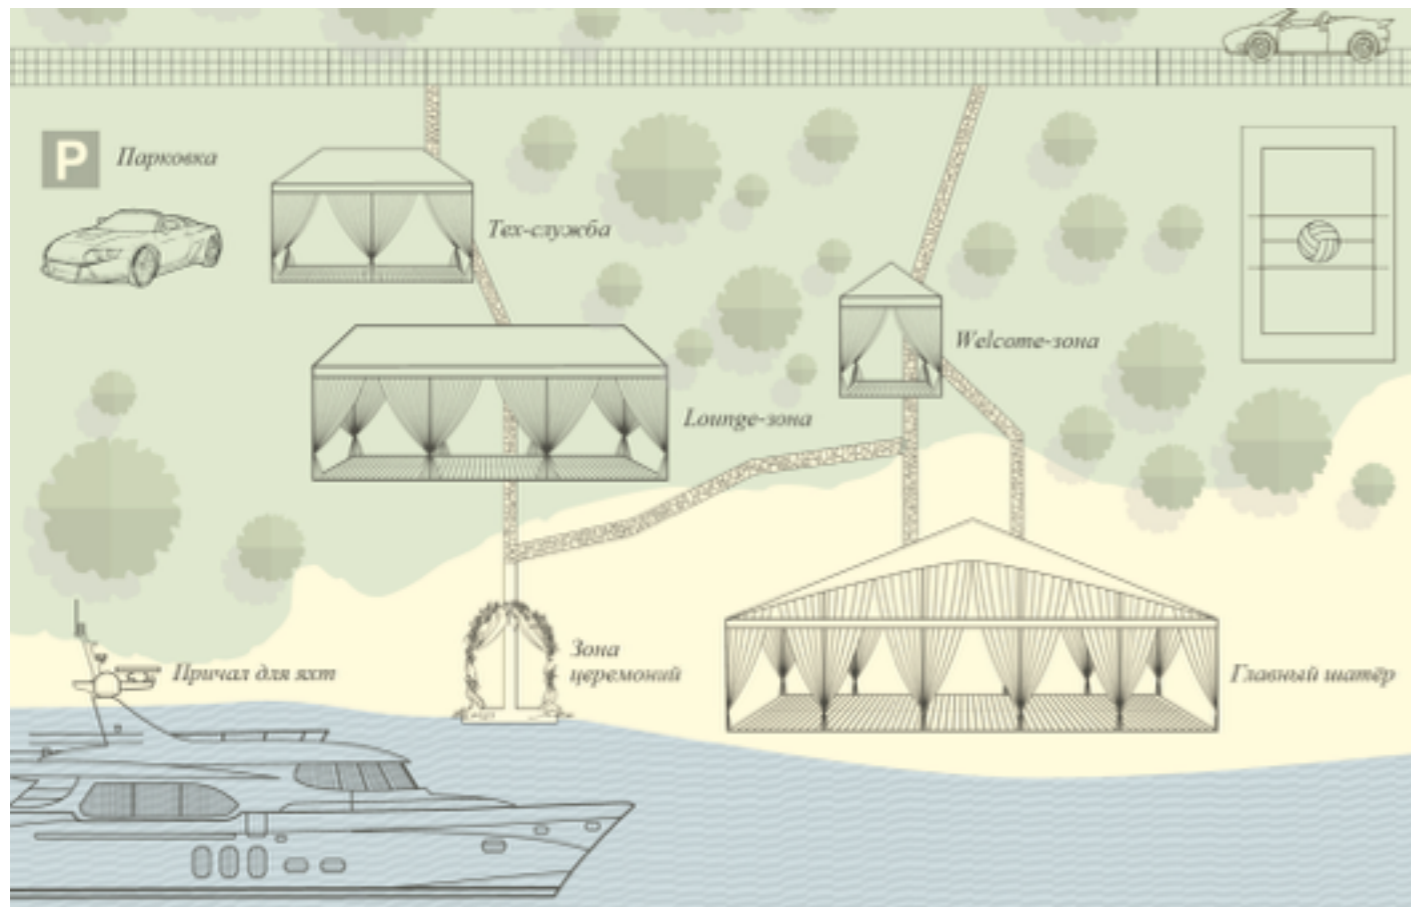 P Парковка
Тех-служба
Welcome-зона
Lounge-зона
Зона
церемоний
Причал для яхт
Главный шатёр